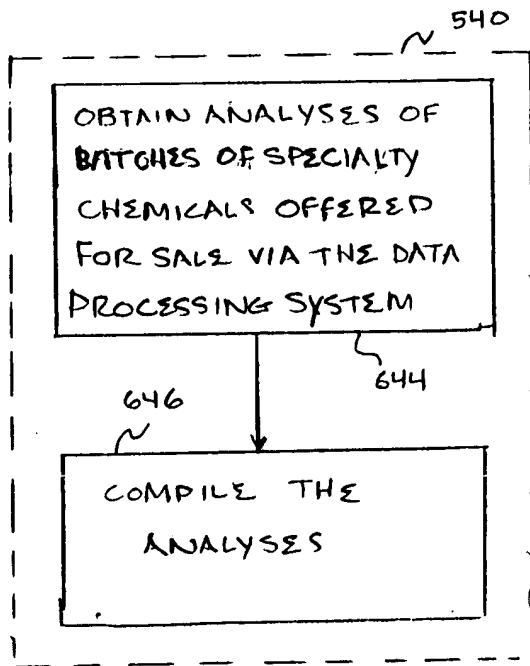 540
OBTAIN ANALYSES OF
BATCHES OF SPECIALTY
CHEMICALS OFFERED
FOR SALE VIA THE DATA
PROCESSING SYSTEM
644
646
COMPILE THE
ANALYSES